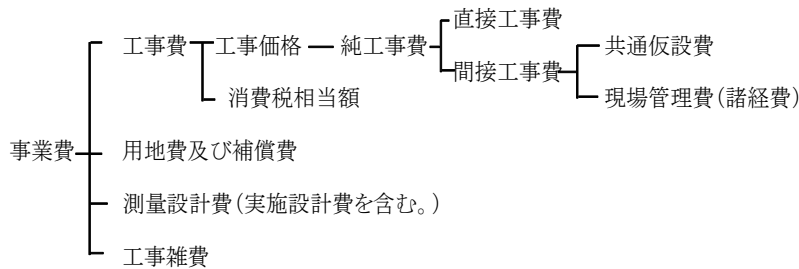 直接工事費
工事費 工事価格 純工事費 共通仮設費
間接工事費
消費税相当額 現場管理費(諸経費)
事業費 用地費及び補償費
測量設計費(実施設計費を含む。)
工事雑費